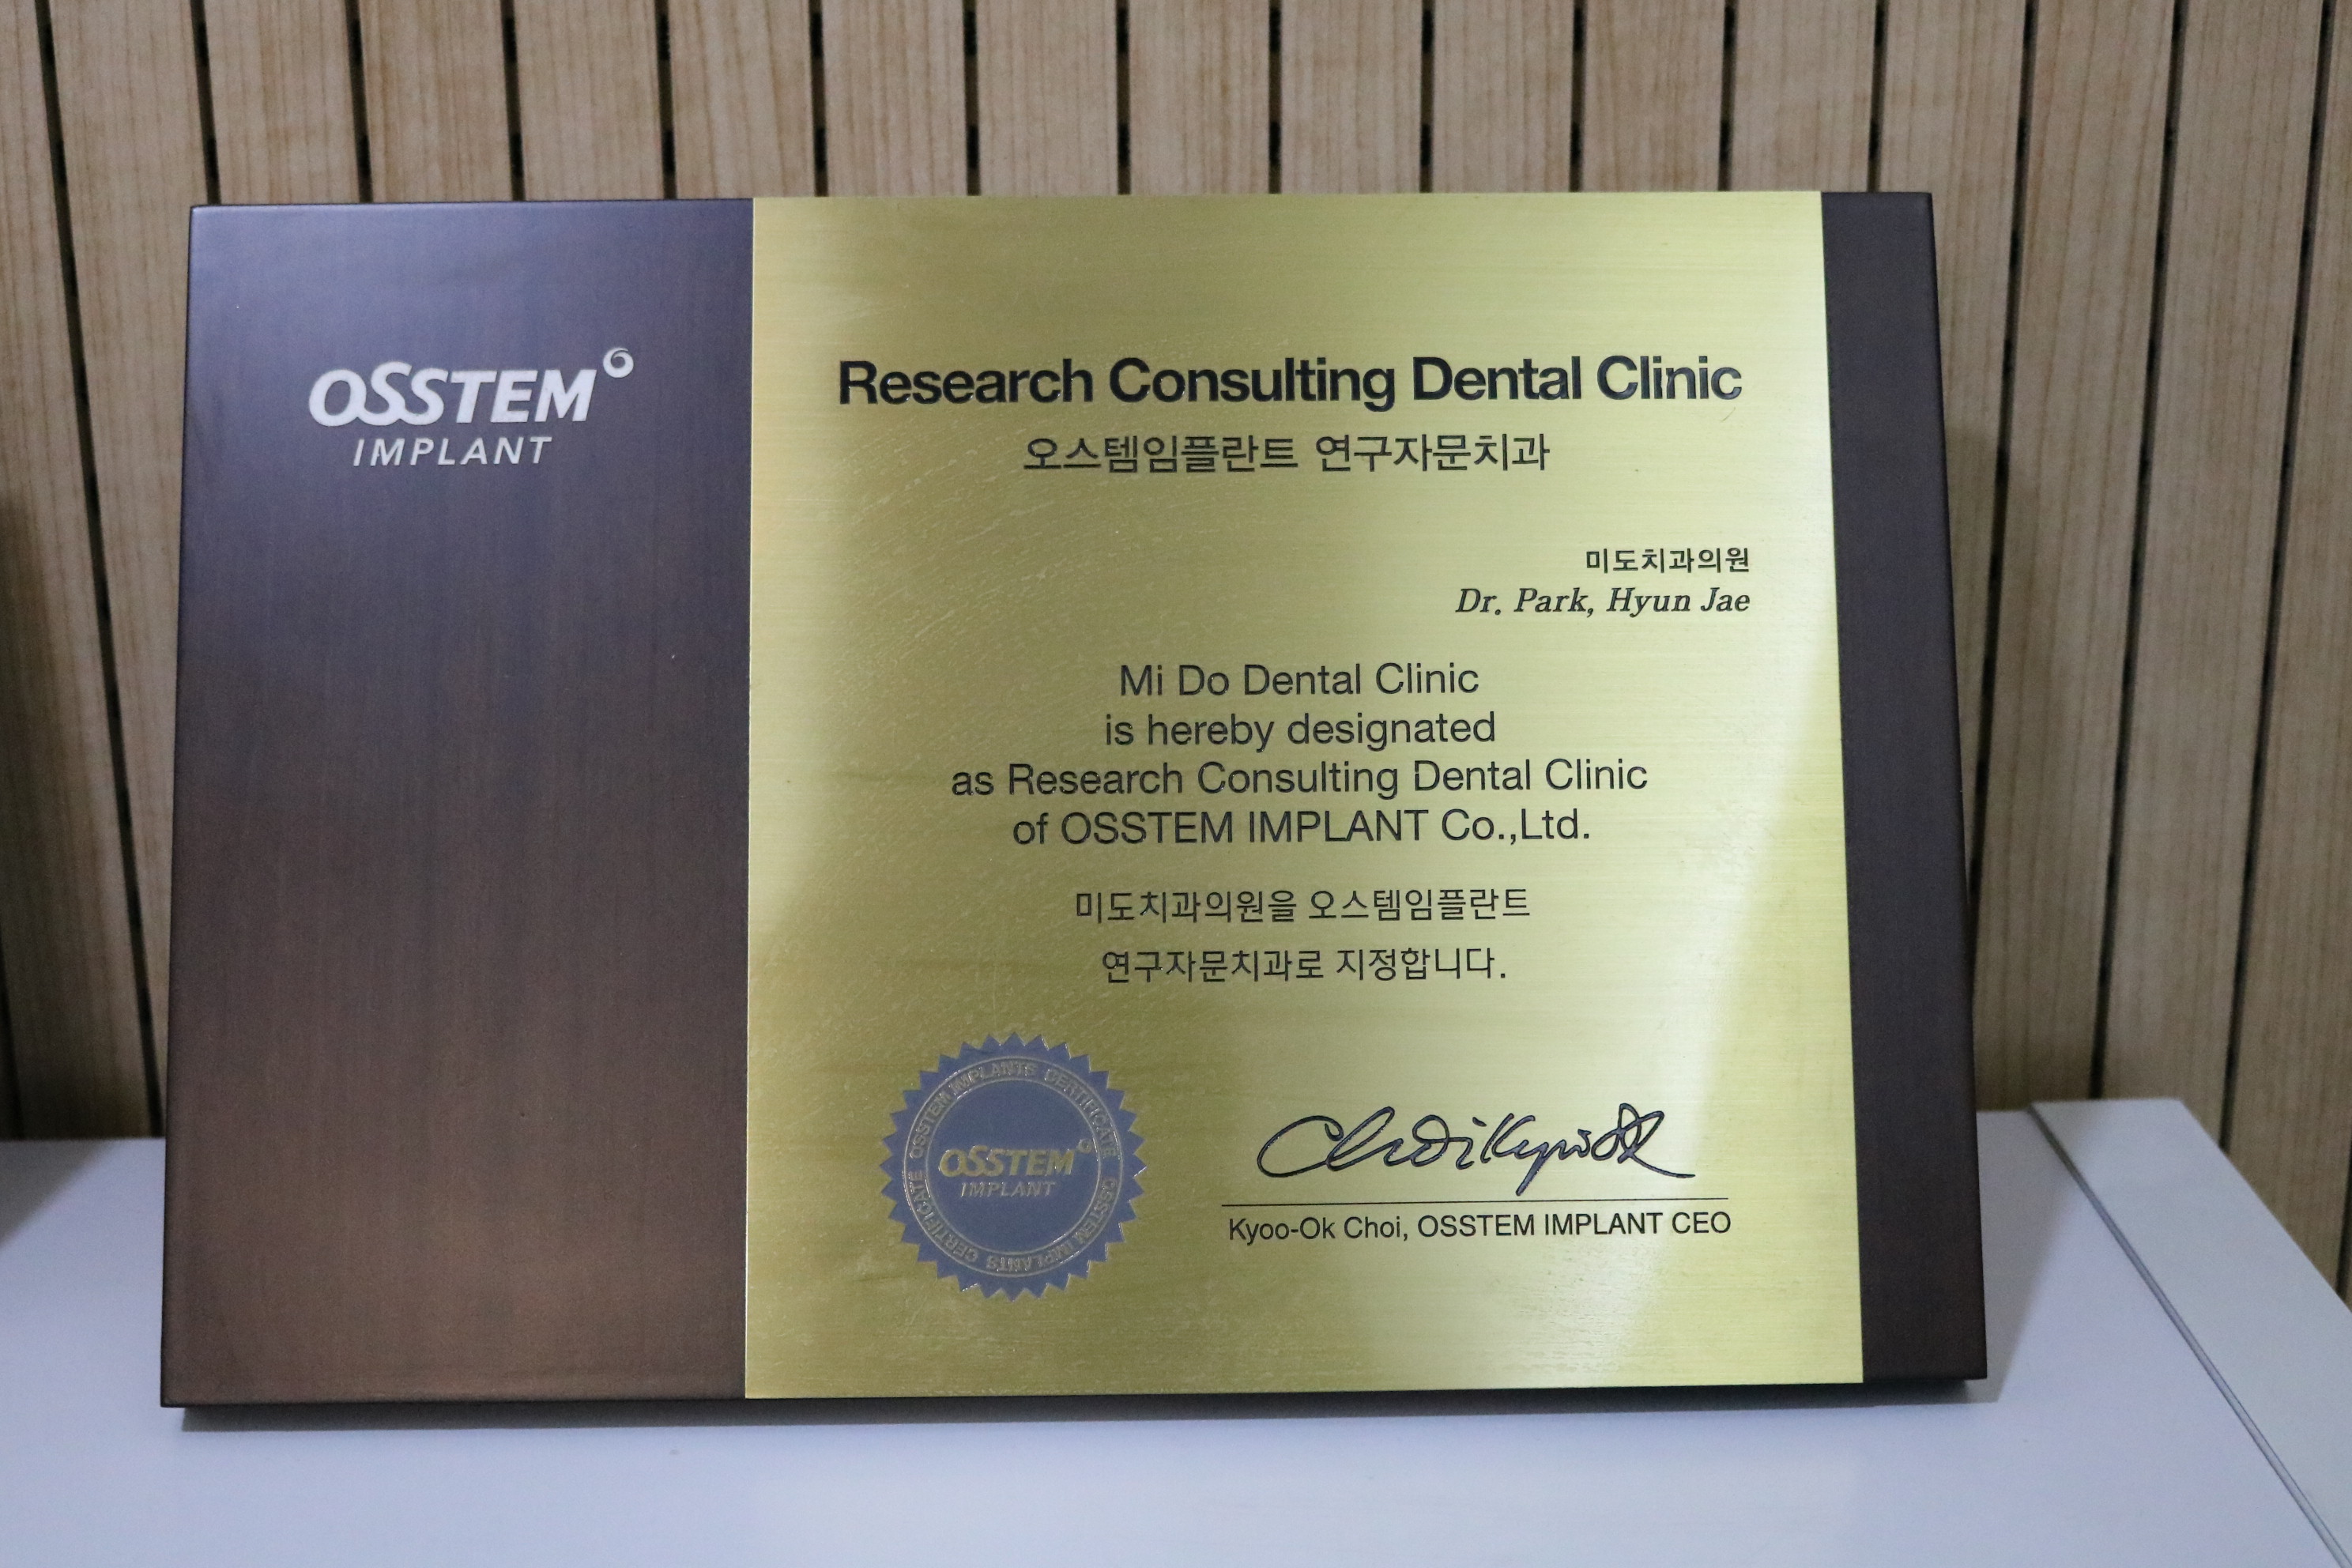 OSSTEM
IMPLANT
Research Consulting Dental Clinic
오스템임플란트 연구자문치과
미도치과의원
Dr. Park, Hyun Jae
Mi Do Dental Clinic
is hereby designated
as Research Consulting Dental Clinic
of OSSTEM IMPLANT Co.,Ltd.
미도치과의원을 오스템임플란트
연구자문치과로 지정합니다.
OSSTEM IMPLANTS CERTIFICATE OSSTEM IMPLANTS CERTIFICATE
OSSTEM
IMPLANT
Choi Kyoo Ok
Kyoo-Ok Choi, OSSTEM IMPLANT CEO